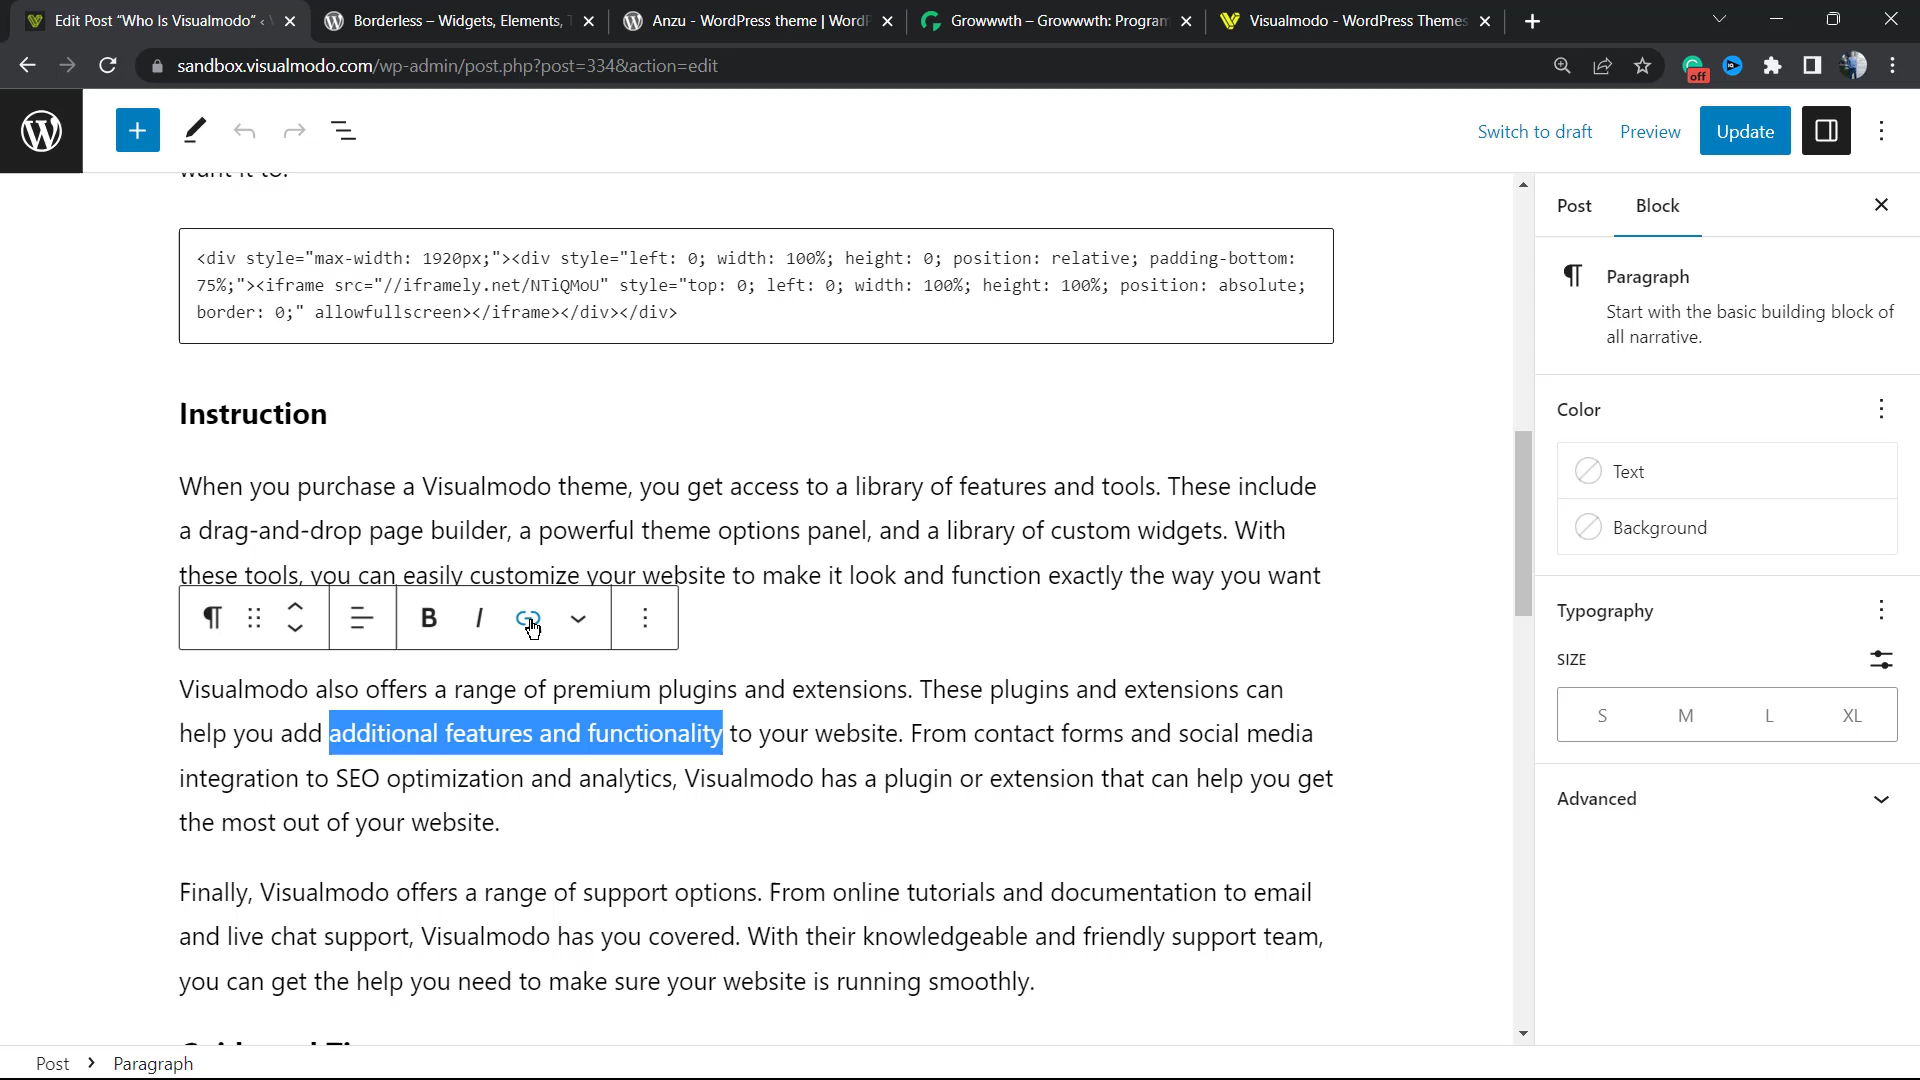 Edit Post “Who Is Visualmodo” ‹
Borderless – Widgets, Elements,
Anzu - WordPress theme | WordP
Growwwth – Growwwth: Program
Visualmodo - WordPress Themes
sandbox.visualmodo.com/wp-admin/post.php?post=334&action=edit
off
Switch to draft
Preview
Update
want it to.
<div style="max-width: 1920px;"><div style="left: 0; width: 100%; height: 0; position: relative; padding-bottom:
75%;"><iframe src="//iframely.net/NTiQMoU" style="top: 0; left: 0; width: 100%; height: 100%; position: absolute;
border: 0;" allowfullscreen></iframe></div></div>
Instruction
When you purchase a Visualmodo theme, you get access to a library of features and tools. These include
a drag-and-drop page builder, a powerful theme options panel, and a library of custom widgets. With
these tools, you can easily customize your website to make it look and function exactly the way you want
B I
Visualmodo also offers a range of premium plugins and extensions. These plugins and extensions can
help you add additional features and functionality to your website. From contact forms and social media
integration to SEO optimization and analytics, Visualmodo has a plugin or extension that can help you get
the most out of your website.
Finally, Visualmodo offers a range of support options. From online tutorials and documentation to email
and live chat support, Visualmodo has you covered. With their knowledgeable and friendly support team,
you can get the help you need to make sure your website is running smoothly.
Post
Block
Paragraph
Start with the basic building block of
all narrative.
Color
Text
Background
Typography
SIZE
S M L XL
Advanced
Post
Paragraph